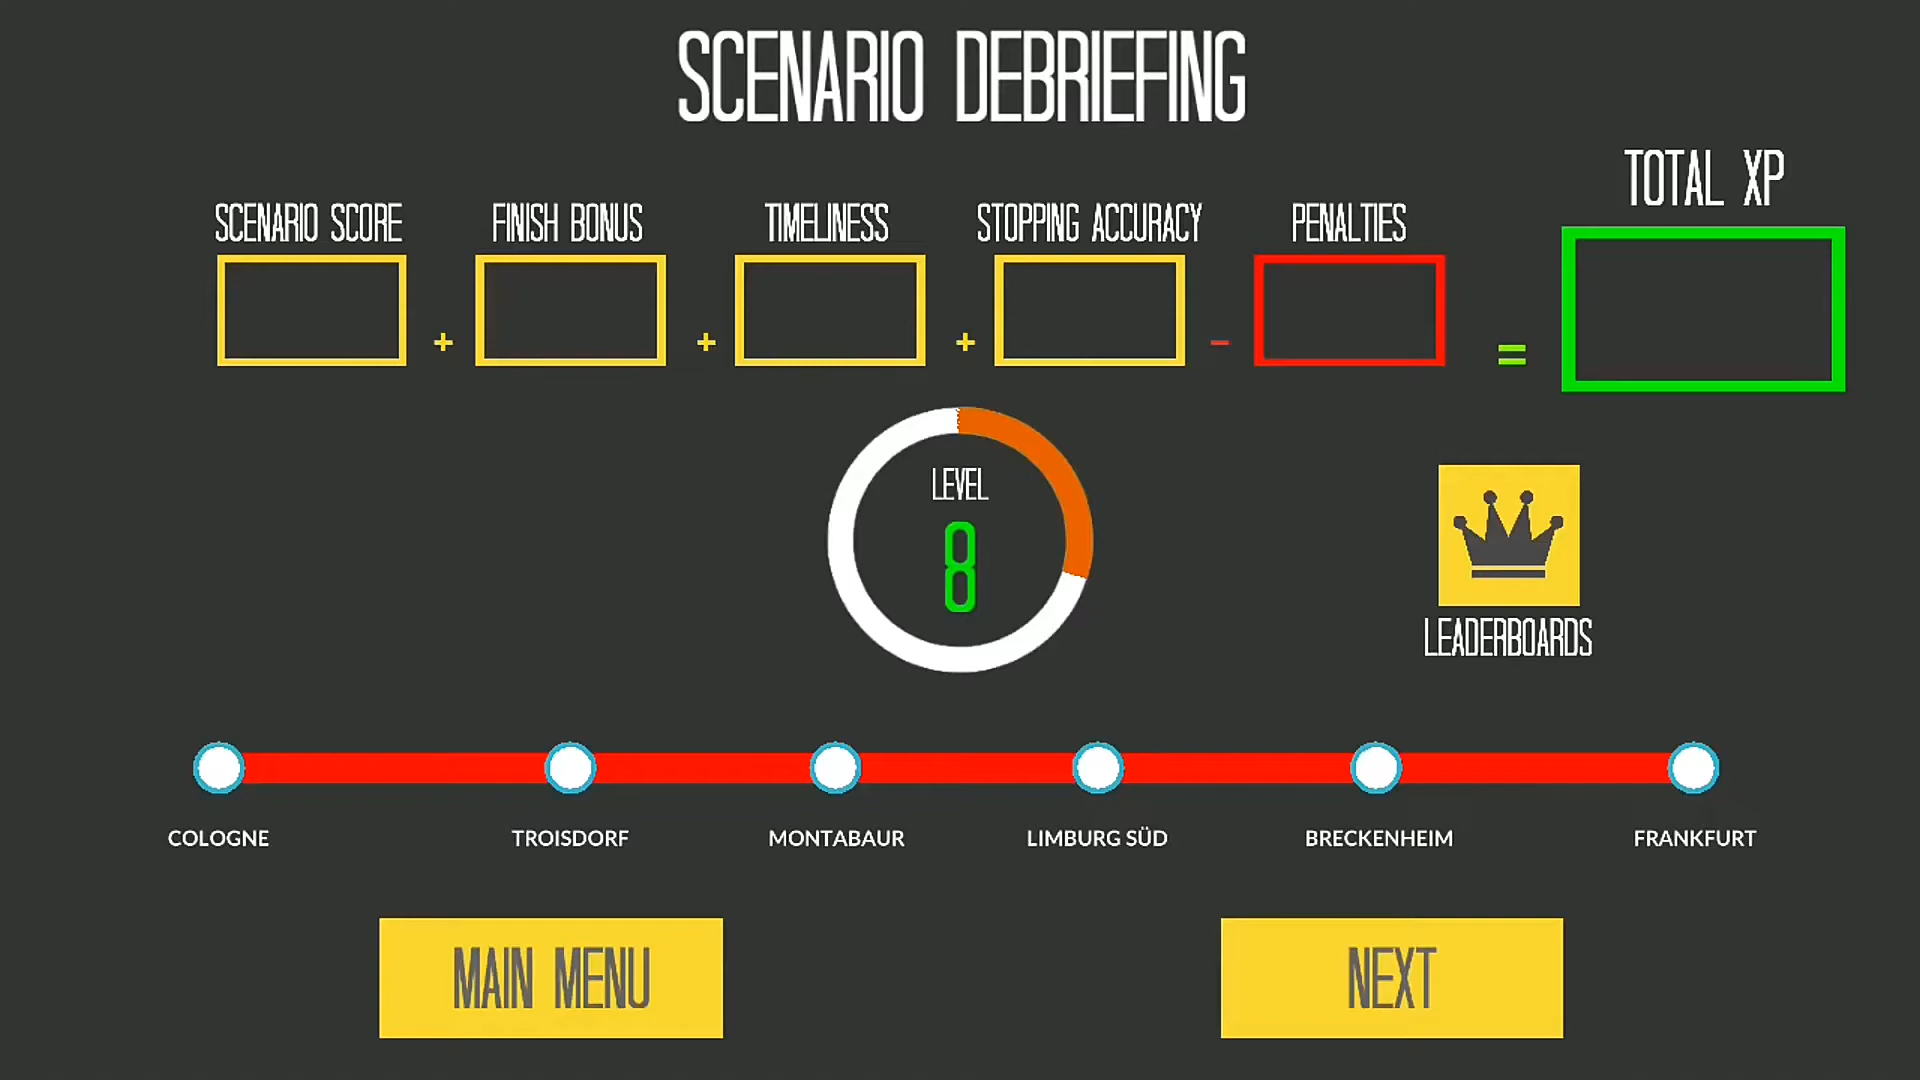 SCENARIO DEBRIEFING
TOTAL XP
SCENARIO SCORE FINISH BONUS TIMELINESS STOPPING ACCURACY PENALTIES
+ + + - =
LEVEL
8
LEADERBOARDS
COLOGNE TROISDORF MONTABAUR LIMBURG SÜD BRECKENHEIM FRANKFURT
MAIN MENU NEXT